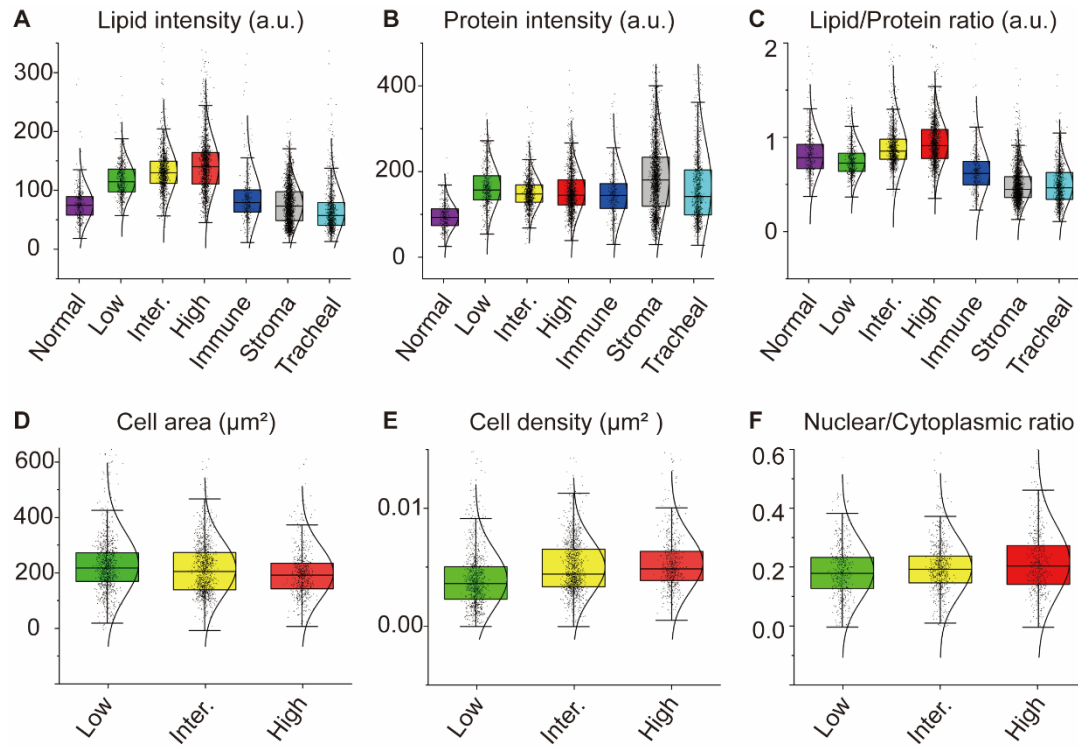 A Lipid intensity (a.u.)
300
200
100
0
Normal
Low
Inter.
High
Immune
Stroma
Tracheal
B Protein intensity (a.u.)
400
200
0
Normal
Low
Inter.
High
Immune
Stroma
Tracheal
C Lipid/Protein ratio (a.u.)
2
1
0
Normal
Low
Inter.
High
Immune
Stroma
Tracheal
D Cell area (µm²)
600
400
200
0
Low
Inter.
High
E Cell density (µm² )
0.01
0.00
Low
Inter.
High
F Nuclear/Cytoplasmic ratio
0.6
0.4
0.2
0.0
Low
Inter.
High